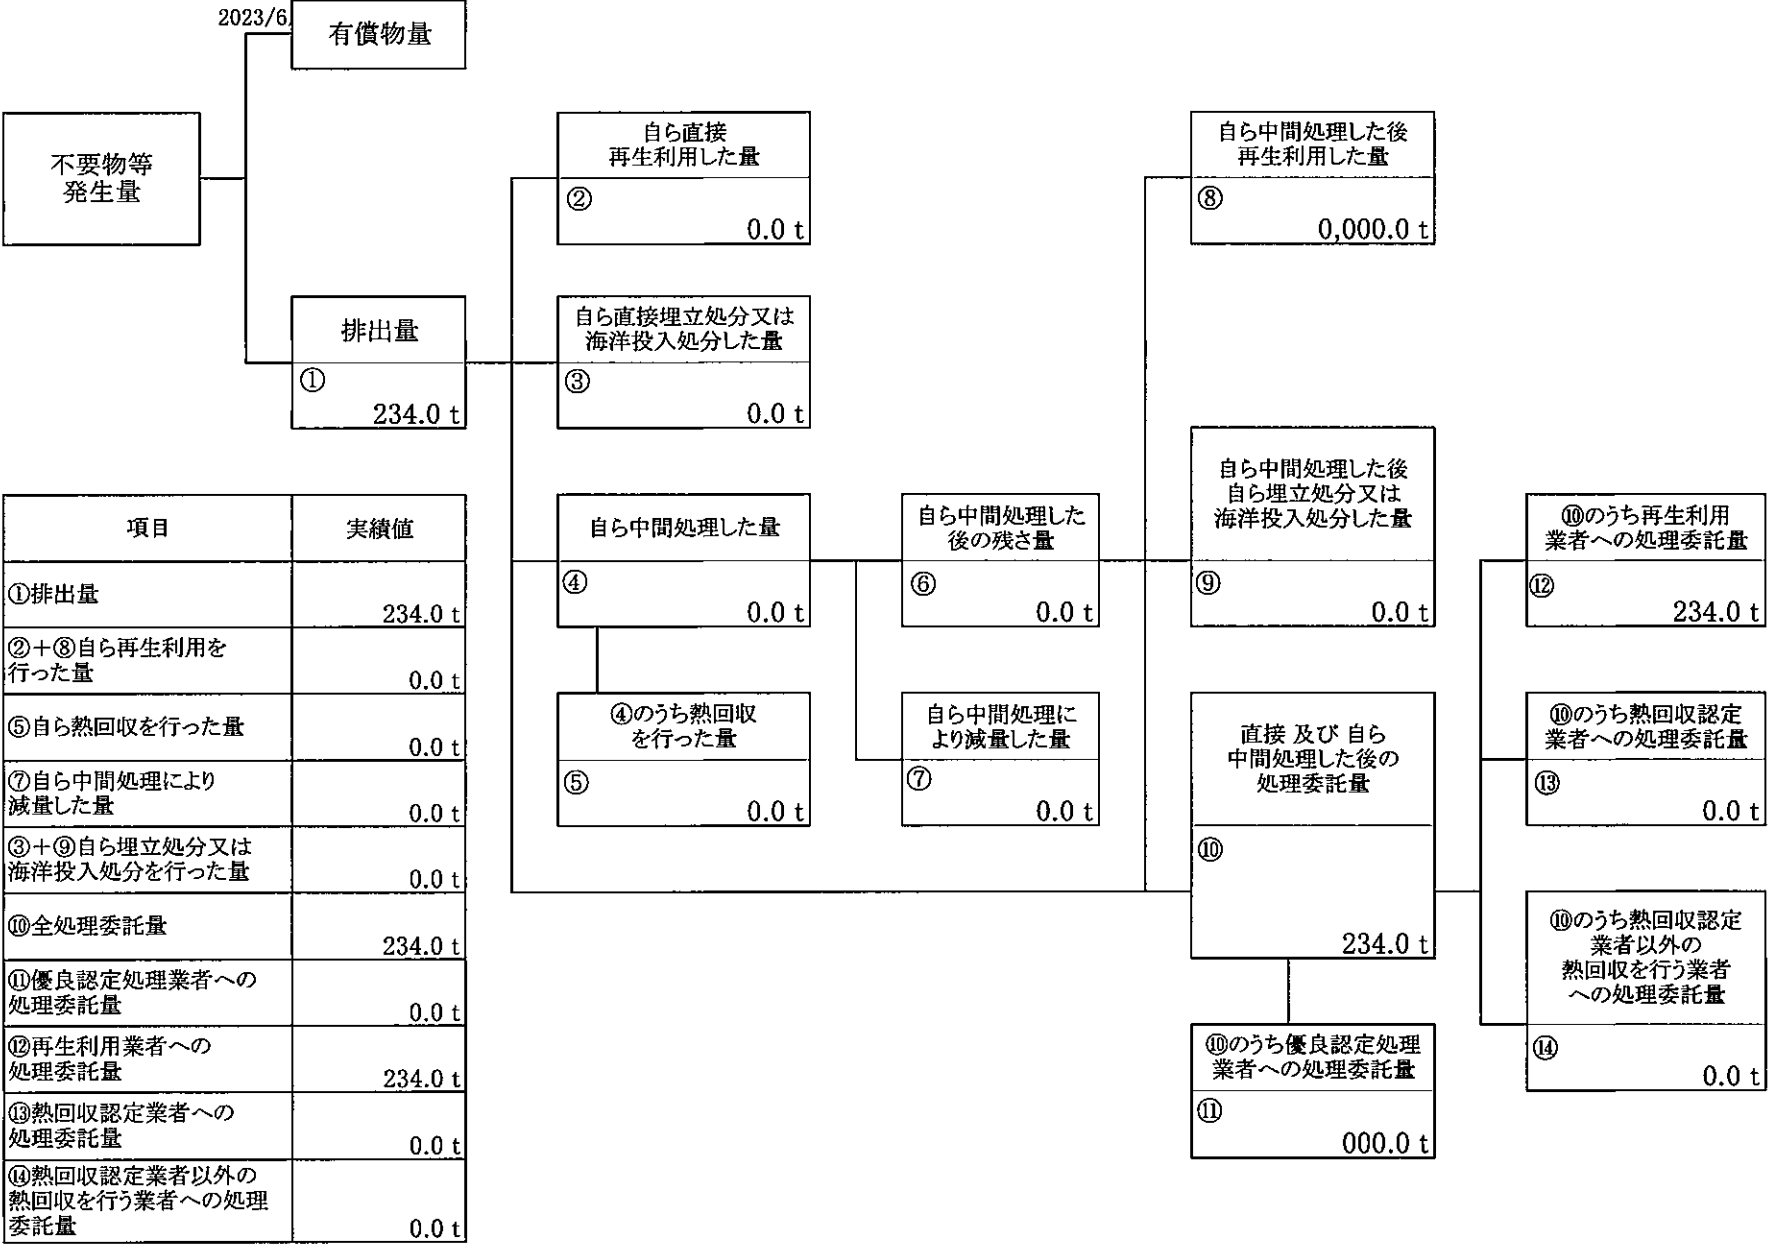 2023/6
有償物量
不要物等
発生量
排出量
①
234.0 t
自ら直接
再生利用した量
②
0.0 t
自ら直接埋立処分又は
海洋投入処分した量
③
0.0 t
自ら中間処理した量
④
0.0 t
④のうち熱回収
を行った量
⑤
0.0 t
自ら中間処理した
後の残さ量
⑥
0.0 t
自ら中間処理に
より減量した量
⑦
0.0 t
自ら中間処理した後
再生利用した量
⑧
0,000.0 t
自ら中間処理した後
自ら埋立処分又は
海洋投入処分した量
⑨
0.0 t
直接 及び 自ら
中間処理した後の
処理委託量
⑩
234.0 t
⑩のうち優良認定処理
業者への処理委託量
⑪
000.0 t
⑩のうち再生利用
業者への処理委託量
⑫
234.0 t
⑩のうち熱回収認定
業者への処理委託量
⑬
0.0 t
⑩のうち熱回収認定
業者以外の
熱回収を行う業者
への処理委託量
⑭
0.0 t
項目 実績値
①排出量
234.0 t
②＋⑧自ら再生利用を
行った量
0.0 t
⑤自ら熱回収を行った量
0.0 t
⑦自ら中間処理により
減量した量
0.0 t
③＋⑨自ら埋立処分又は
海洋投入処分を行った量
0.0 t
⑩全処理委託量
234.0 t
⑪優良認定処理業者への
処理委託量
0.0 t
⑫再生利用業者への
処理委託量
234.0 t
⑬熱回収認定業者への
処理委託量
0.0 t
⑭熱回収認定業者以外の
熱回収を行う業者への処理
委託量
0.0 t